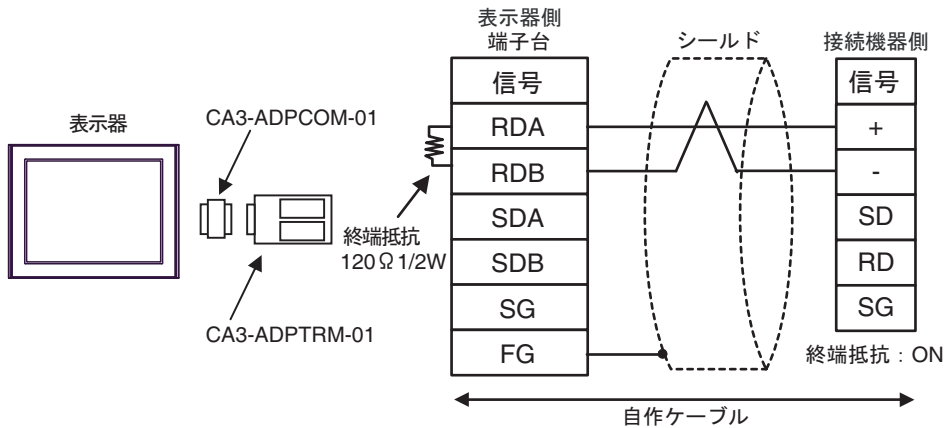 表示器
CA3-ADPCOM-01
CA3-ADPTRM-01
終端抵抗
120Ω 1/2W
表示器側
端子台
信号
RDA
RDB
SDA
SDB
SG
FG
シールド
接続機器側
信号
+
-
SD
RD
SG
終端抵抗:ON
自作ケーブル